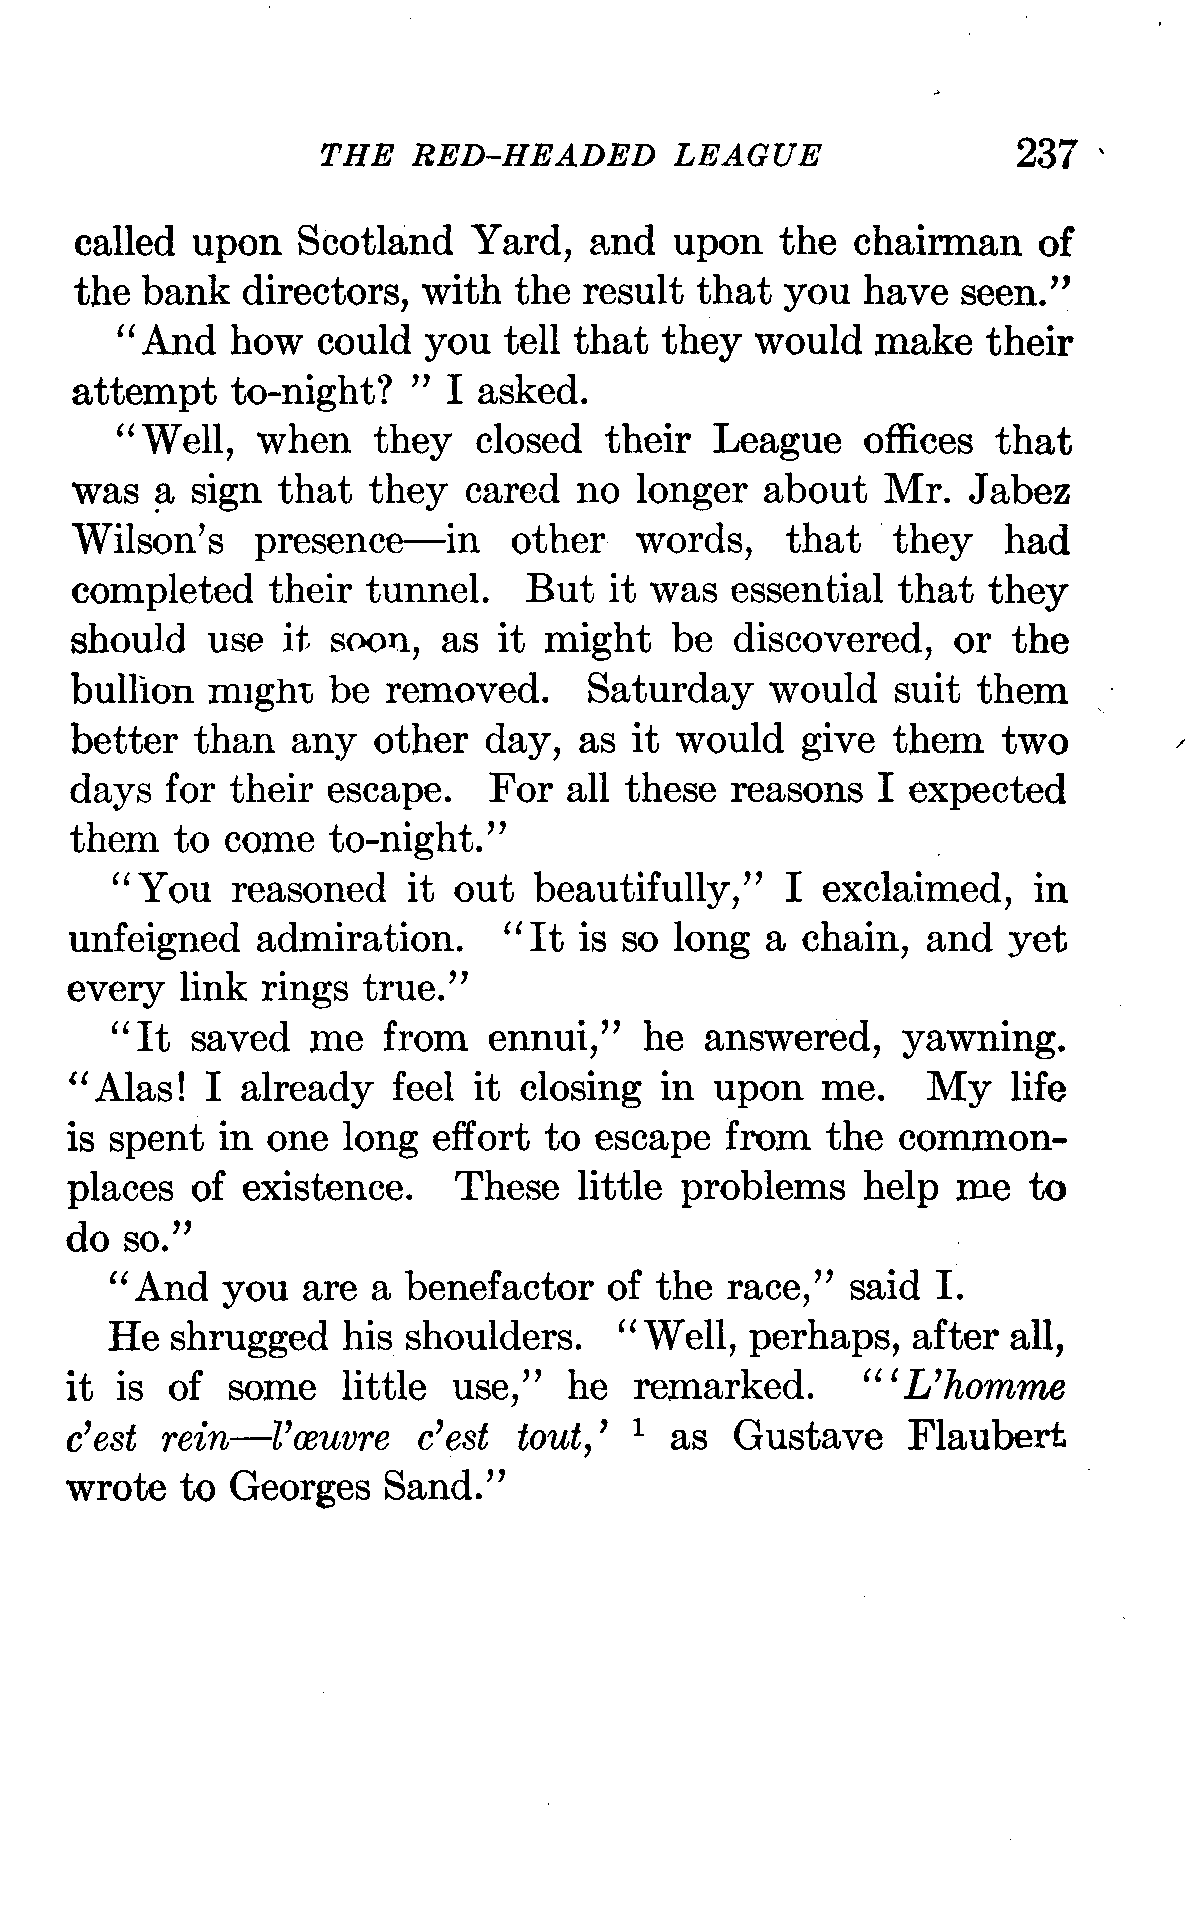 THE RED-HEADED LEAGUE 237
called upon Scotland Yard, and upon the chairman of
the bank directors, with the result that you have seen."
"And how could you tell that they would make their
attempt to-night? " I asked.
"Well, when they closed their League offices that
was a sign that they cared no longer about Mr. Jabez
Wilson's presence—in other words, that they had
completed their tunnel. But it was essential that they
should use it soon, as it might be discovered, or the
bullion might be removed. Saturday would suit them
better than any other day, as it would give them two
days for their escape. For all these reasons I expected
them to come to-night."
"You reasoned it out beautifully," I exclaimed, in
unfeigned admiration. "It is so long a chain, and yet
every link rings true."
"It saved me from ennui," he answered, yawning.
"Alas! I already feel it closing in upon me. My life
is spent in one long effort to escape from the common-
places of existence. These little problems help me to
do so."
"And you are a benefactor of the race," said I.
He shrugged his shoulders. "Well, perhaps, after all,
it is of some little use," he remarked. "'L'homme
c'est rein—l'œuvre c'est tout,' ¹ as Gustave Flaubert
wrote to Georges Sand."